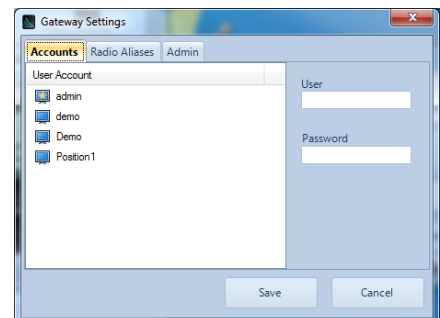 Gateway Settings
Accounts Radio Aliases Admin
User Account
admin
demo
Demo
Position1
User
Password
Save Cancel